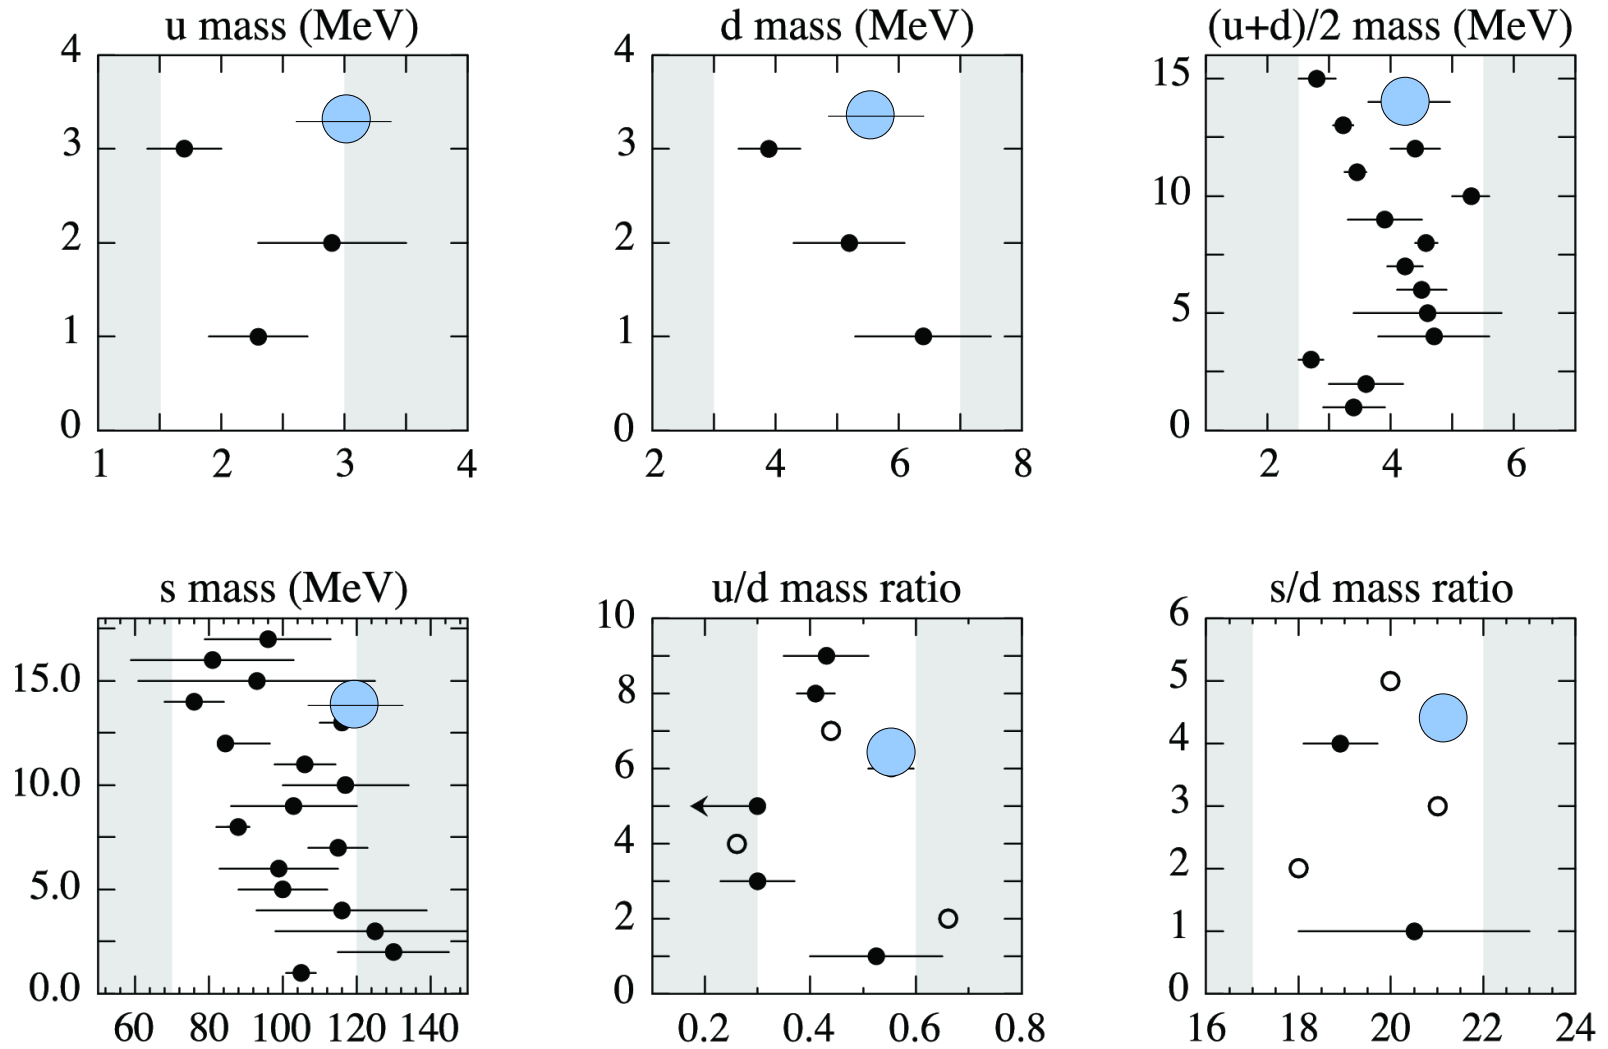 u mass (MeV)
4
3
2
1
0
1 2 3 4
d mass (MeV)
4
3
2
1
0
2 4 6 8
(u+d)/2 mass (MeV)
15
10
5
0
2 4 6
s mass (MeV)
15.0
10.0
5.0
0.0
60 80 100 120 140
u/d mass ratio
10
8
6
4
2
0
0.2 0.4 0.6 0.8
s/d mass ratio
6
5
4
3
2
1
0
16 18 20 22 24